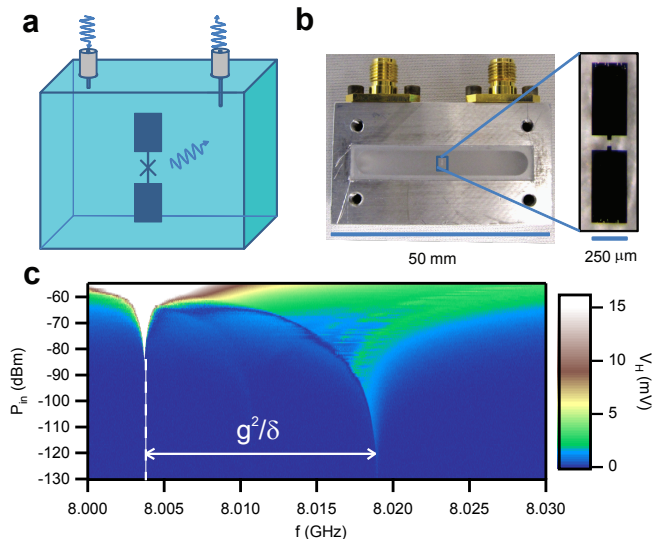 a
b
50 mm
250 µm
c
P_in (dBm)
-60
-70
-80
-90
-100
-110
-120
-130
g²/δ
8.000
8.005
8.010
8.015
8.020
8.025
8.030
f (GHz)
15
10
5
0
V_H (mV)